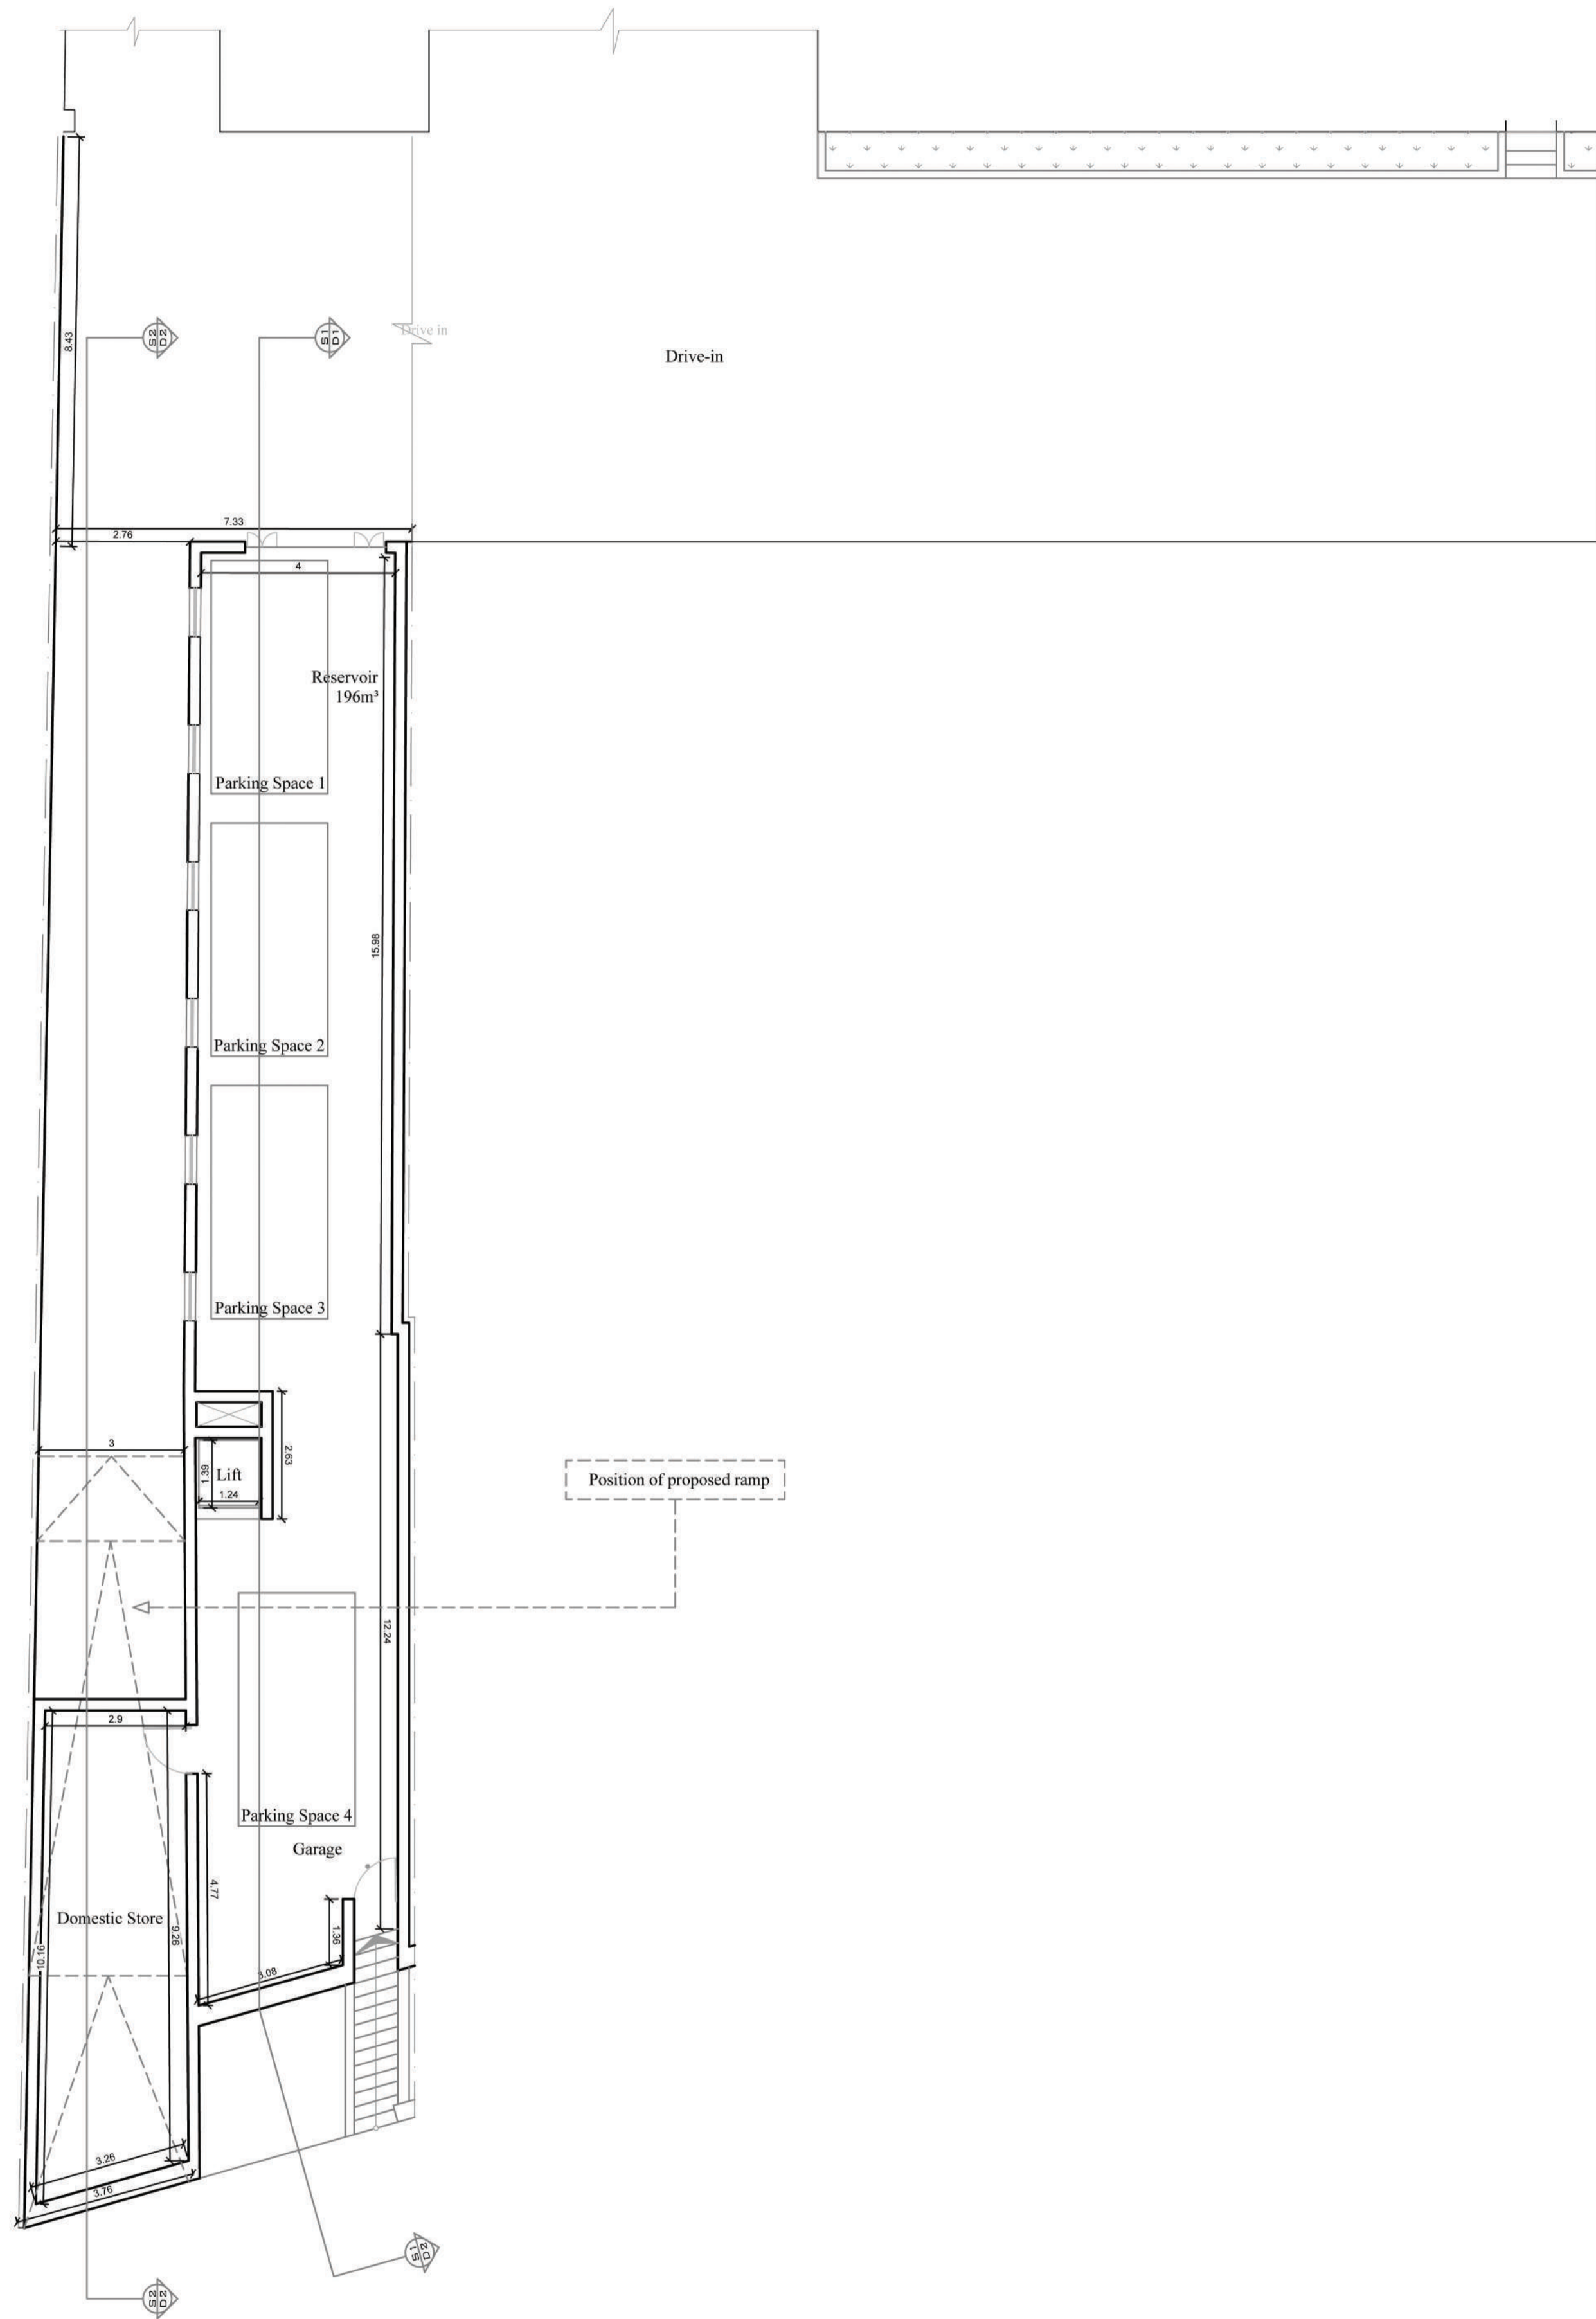 8.43
S2
D2
S1
D1
Drive in
Drive-in
7.33
2.76
4
Reservoir
196m³
Parking Space 1
15.98
Parking Space 2
Parking Space 3
2.63
3
1.39
Lift
1.24
Position of proposed ramp
12.24
2.9
Parking Space 4
Garage
4.77
1.36
Domestic Store
9.26
10.16
3.08
3.26
3.76
S1
D2
S2
D2